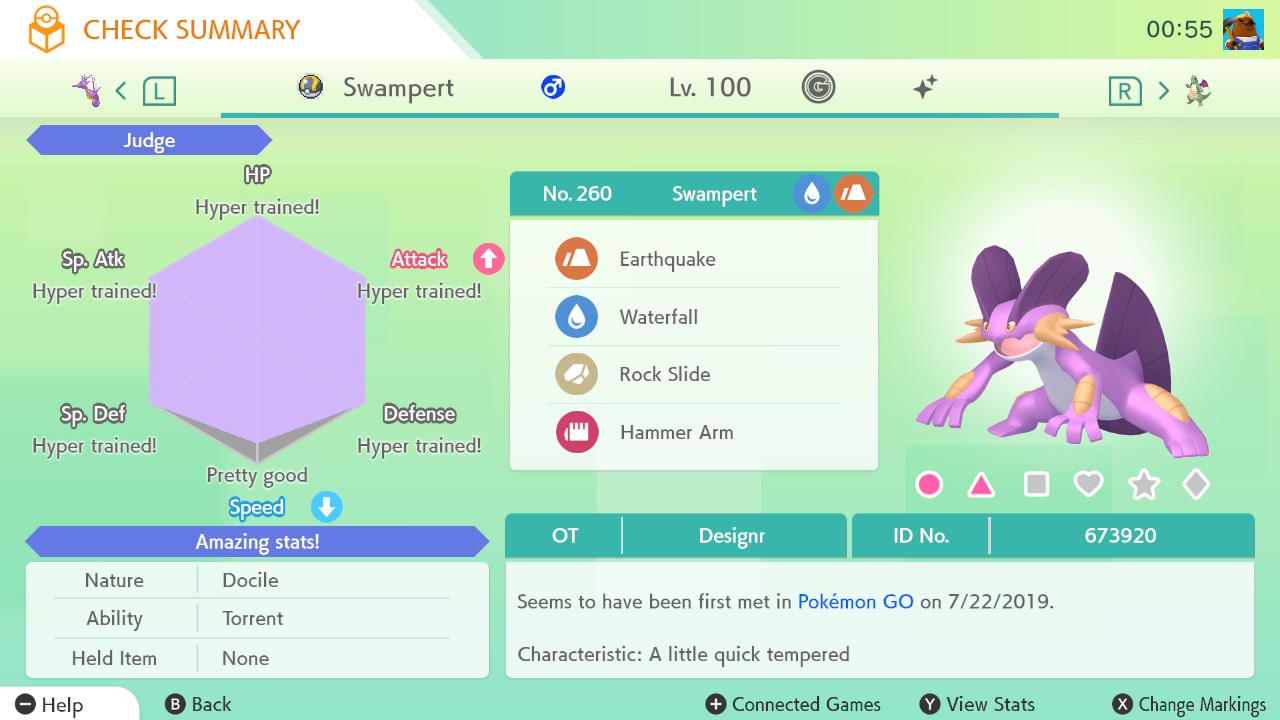 CHECK SUMMARY
00:55
L
Swampert
Lv. 100
G
R
Judge
HP
Hyper trained!
Sp. Atk
Hyper trained!
Attack
Hyper trained!
Sp. Def
Hyper trained!
Defense
Hyper trained!
Pretty good
Speed
Amazing stats!
Nature Docile
Ability Torrent
Held Item None
No. 260 Swampert
Earthquake
Waterfall
Rock Slide
Hammer Arm
OT Designr
ID No. 673920
Seems to have been first met in Pokémon GO on 7/22/2019.
Characteristic: A little quick tempered
Help
B Back
Connected Games
Y View Stats
X Change Markings